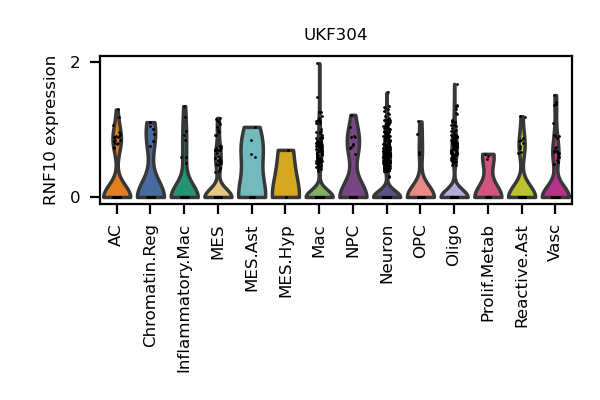 UKF304
RNF10 expression
2
0
AC
Chromatin.Reg
Inflammatory.Mac
MES
MES.Ast
MES.Hyp
Mac
NPC
Neuron
OPC
Oligo
Prolif.Metab
Reactive.Ast
Vasc